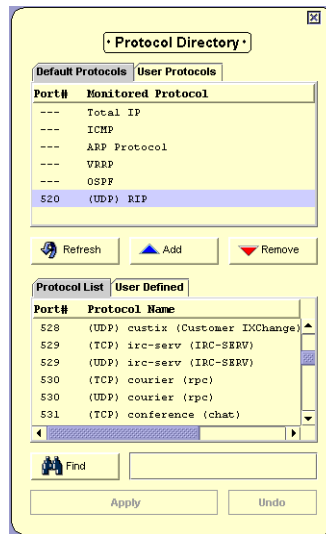 · Protocol Directory ·
Default Protocols User Protocols
Port# Monitored Protocol
--- Total IP
--- ICMP
--- ARP Protocol
--- VRRP
--- OSPF
520 (UDP) RIP
Refresh Add Remove
Protocol List User Defined
Port# Protocol Name
528 (UDP) custix (Customer IXChange)
529 (TCP) irc-serv (IRC-SERV)
529 (UDP) irc-serv (IRC-SERV)
530 (TCP) courier (rpc)
530 (UDP) courier (rpc)
531 (TCP) conference (chat)
Find
Apply Undo